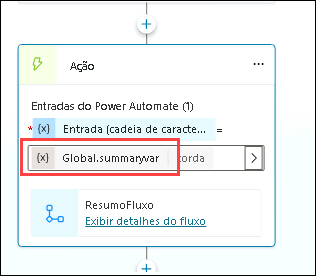 Ação
...
Entradas do Power Automate (1)
* {x} Entrada (cadeia de caracte... =
{x} Global.summaryvar corda
ResumoFluxo
Exibir detalhes do fluxo